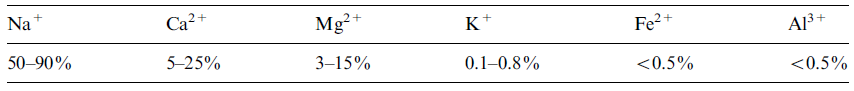 Na+ Ca2+ Mg2+ K+ Fe2+ Al3+
50–90% 5–25% 3–15% 0.1–0.8% <0.5% <0.5%